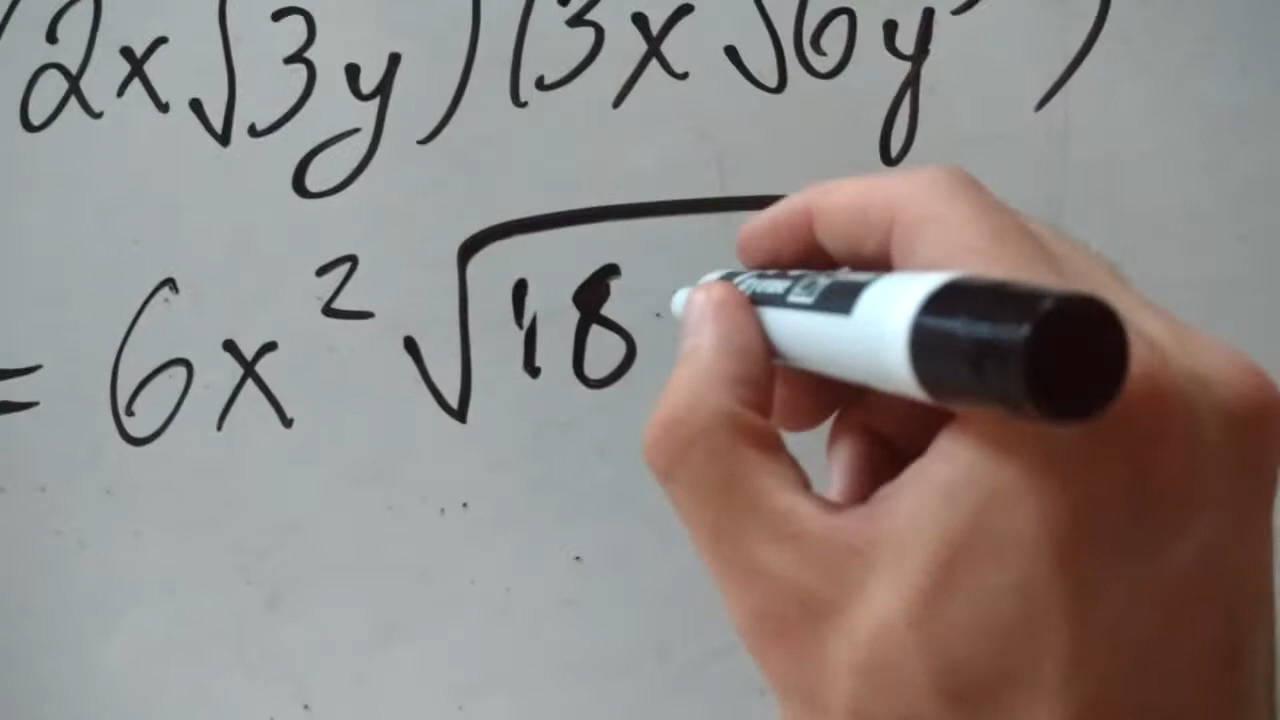 (2x√3y)(3x√6y )
= 6x²√18